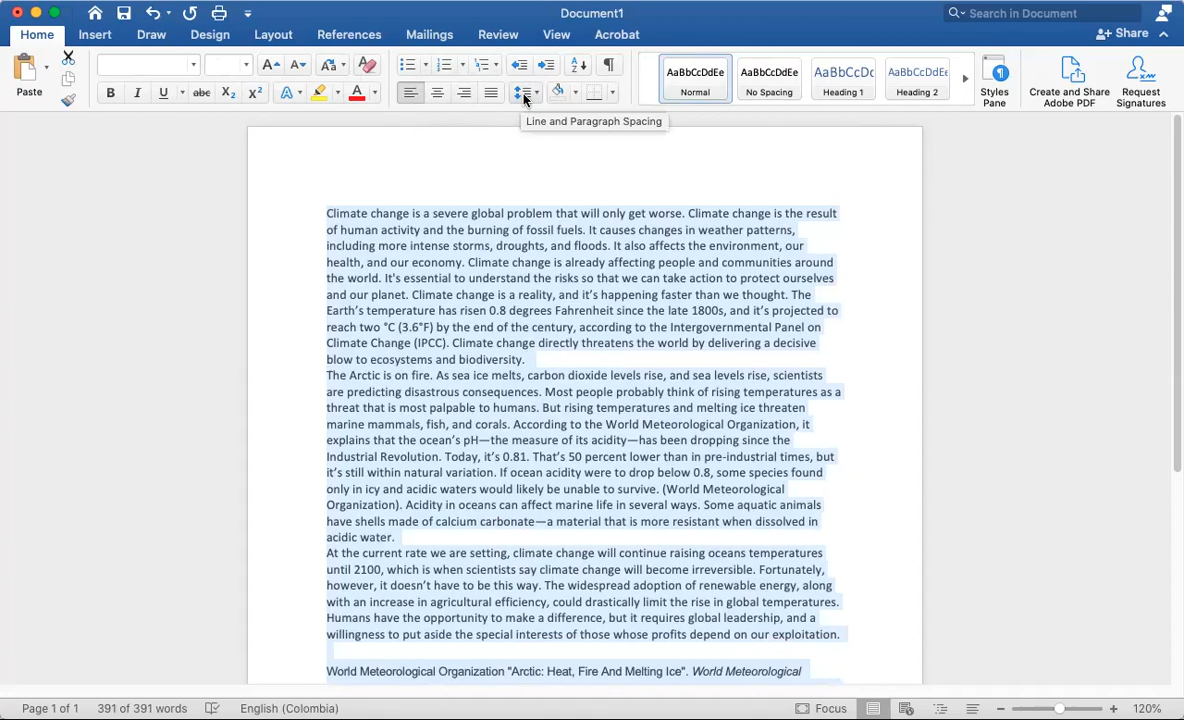 Document1
Search in Document
Home Insert Draw Design Layout References Mailings Review View Acrobat
Share
Paste
AaBbCcDdEe AaBbCcDdEe AaBbCcDc AaBbCcDdEe
Normal No Spacing Heading 1 Heading 2
Styles Pane
Create and Share Adobe PDF
Request Signatures
B I U abc X₂ X² A A
Line and Paragraph Spacing
Climate change is a severe global problem that will only get worse. Climate change is the result
of human activity and the burning of fossil fuels. It causes changes in weather patterns,
including more intense storms, droughts, and floods. It also affects the environment, our
health, and our economy. Climate change is already affecting people and communities around
the world. It's essential to understand the risks so that we can take action to protect ourselves
and our planet. Climate change is a reality, and it’s happening faster than we thought. The
Earth’s temperature has risen 0.8 degrees Fahrenheit since the late 1800s, and it’s projected to
reach two °C (3.6°F) by the end of the century, according to the Intergovernmental Panel on
Climate Change (IPCC). Climate change directly threatens the world by delivering a decisive
blow to ecosystems and biodiversity.
The Arctic is on fire. As sea ice melts, carbon dioxide levels rise, and sea levels rise, scientists
are predicting disastrous consequences. Most people probably think of rising temperatures as a
threat that is most palpable to humans. But rising temperatures and melting ice threaten
marine mammals, fish, and corals. According to the World Meteorological Organization, it
explains that the ocean’s pH—the measure of its acidity—has been dropping since the
Industrial Revolution. Today, it’s 0.81. That’s 50 percent lower than in pre-industrial times, but
it’s still within natural variation. If ocean acidity were to drop below 0.8, some species found
only in icy and acidic waters would likely be unable to survive. (World Meteorological
Organization). Acidity in oceans can affect marine life in several ways. Some aquatic animals
have shells made of calcium carbonate—a material that is more resistant when dissolved in
acidic water.
At the current rate we are setting, climate change will continue raising oceans temperatures
until 2100, which is when scientists say climate change will become irreversible. Fortunately,
however, it doesn’t have to be this way. The widespread adoption of renewable energy, along
with an increase in agricultural efficiency, could drastically limit the rise in global temperatures.
Humans have the opportunity to make a difference, but it requires global leadership, and a
willingness to put aside the special interests of those whose profits depend on our exploitation.
World Meteorological Organization "Arctic: Heat, Fire And Melting Ice". World Meteorological
Page 1 of 1 391 of 391 words English (Colombia) Focus 120%